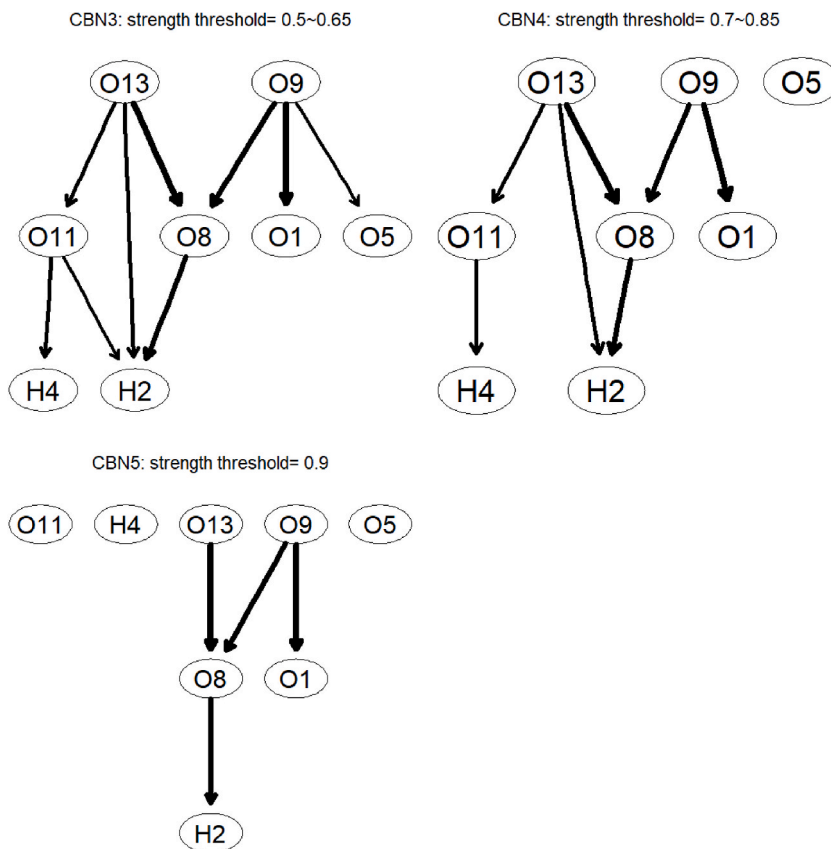 CBN3: strength threshold= 0.5~0.65
O13 O9
O11 O8 O1 O5
H4 H2
CBN4: strength threshold= 0.7~0.85
O13 O9 O5
O11 O8 O1
H4 H2
CBN5: strength threshold= 0.9
O11 H4 O13 O9 O5
O8 O1
H2